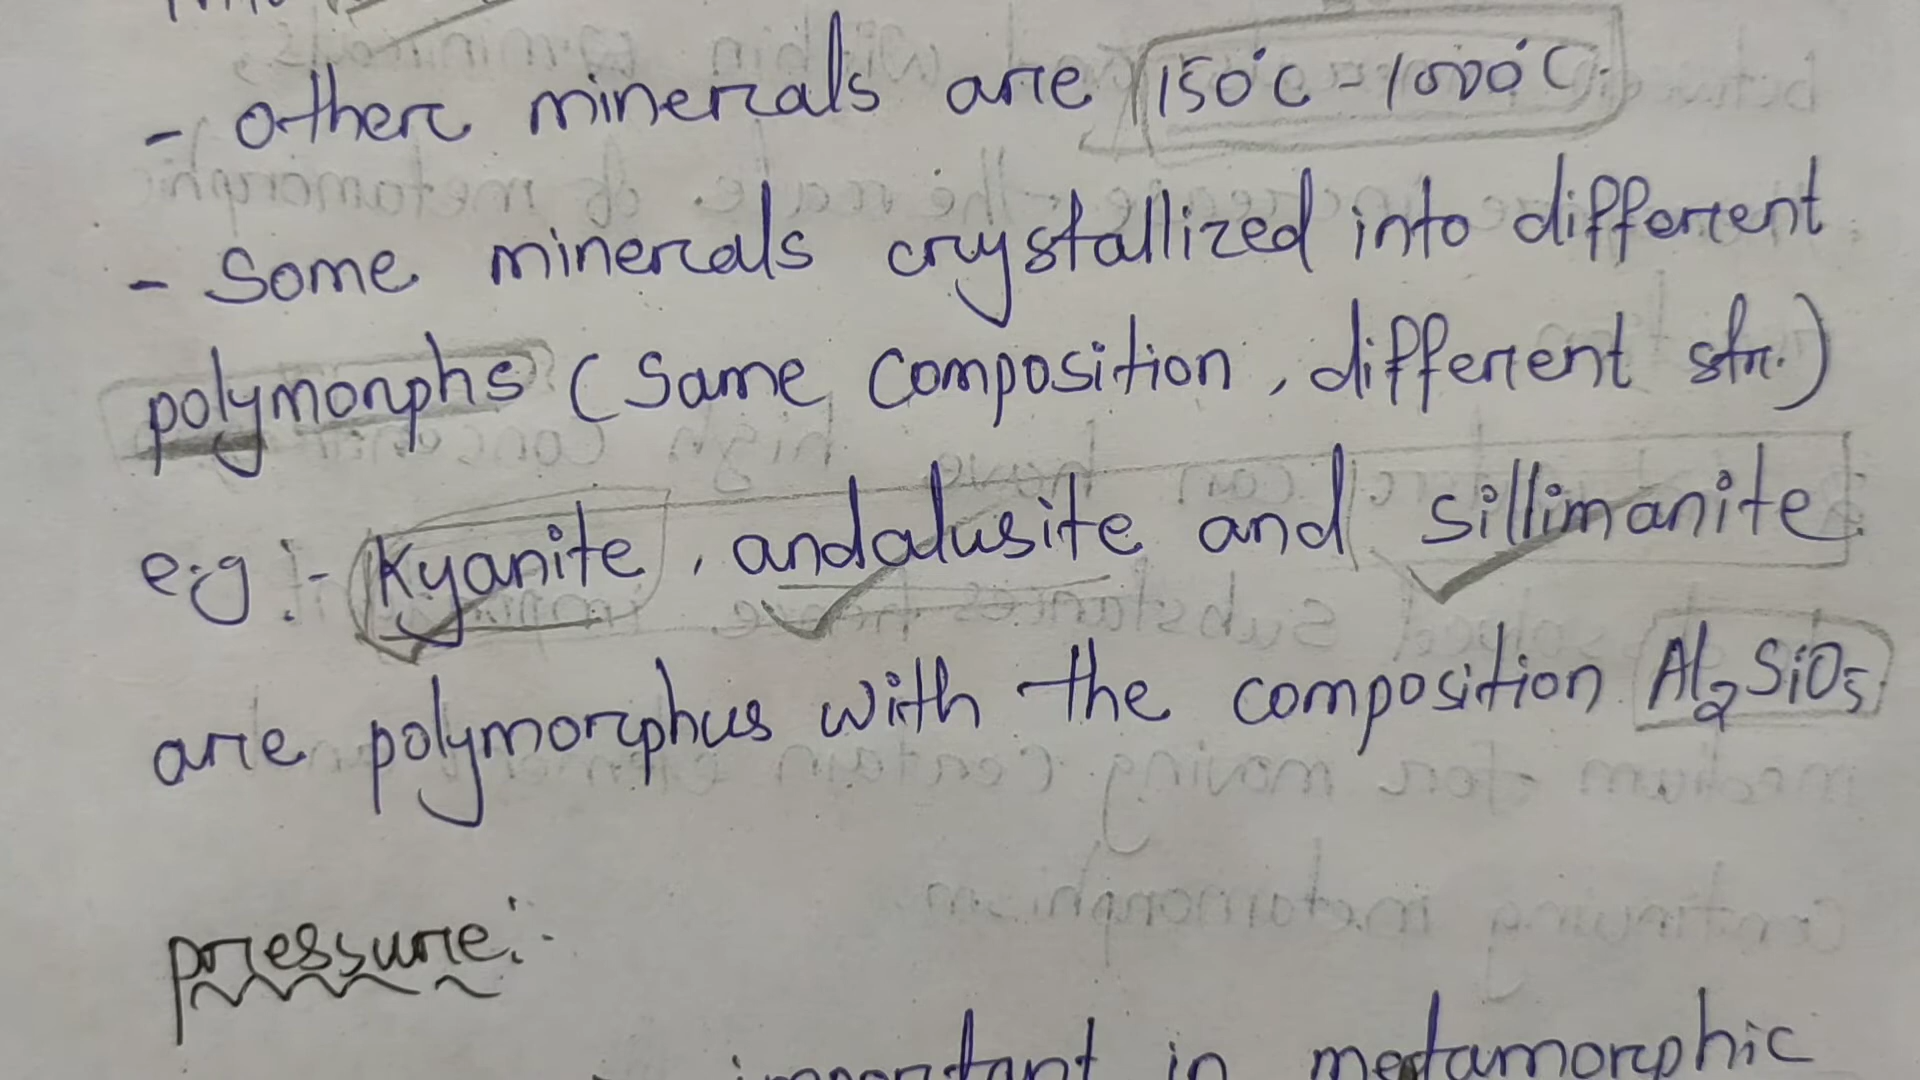 - other minerals are 150°C - 1000°C.
- Some minerals crystallized into different
polymorphs (Same Composition, different str.)
e.g :- Kyanite, andalusite and sillimanite
are polymorphus with the composition Al₂SiO₅
pressure :-
important in metamorphic